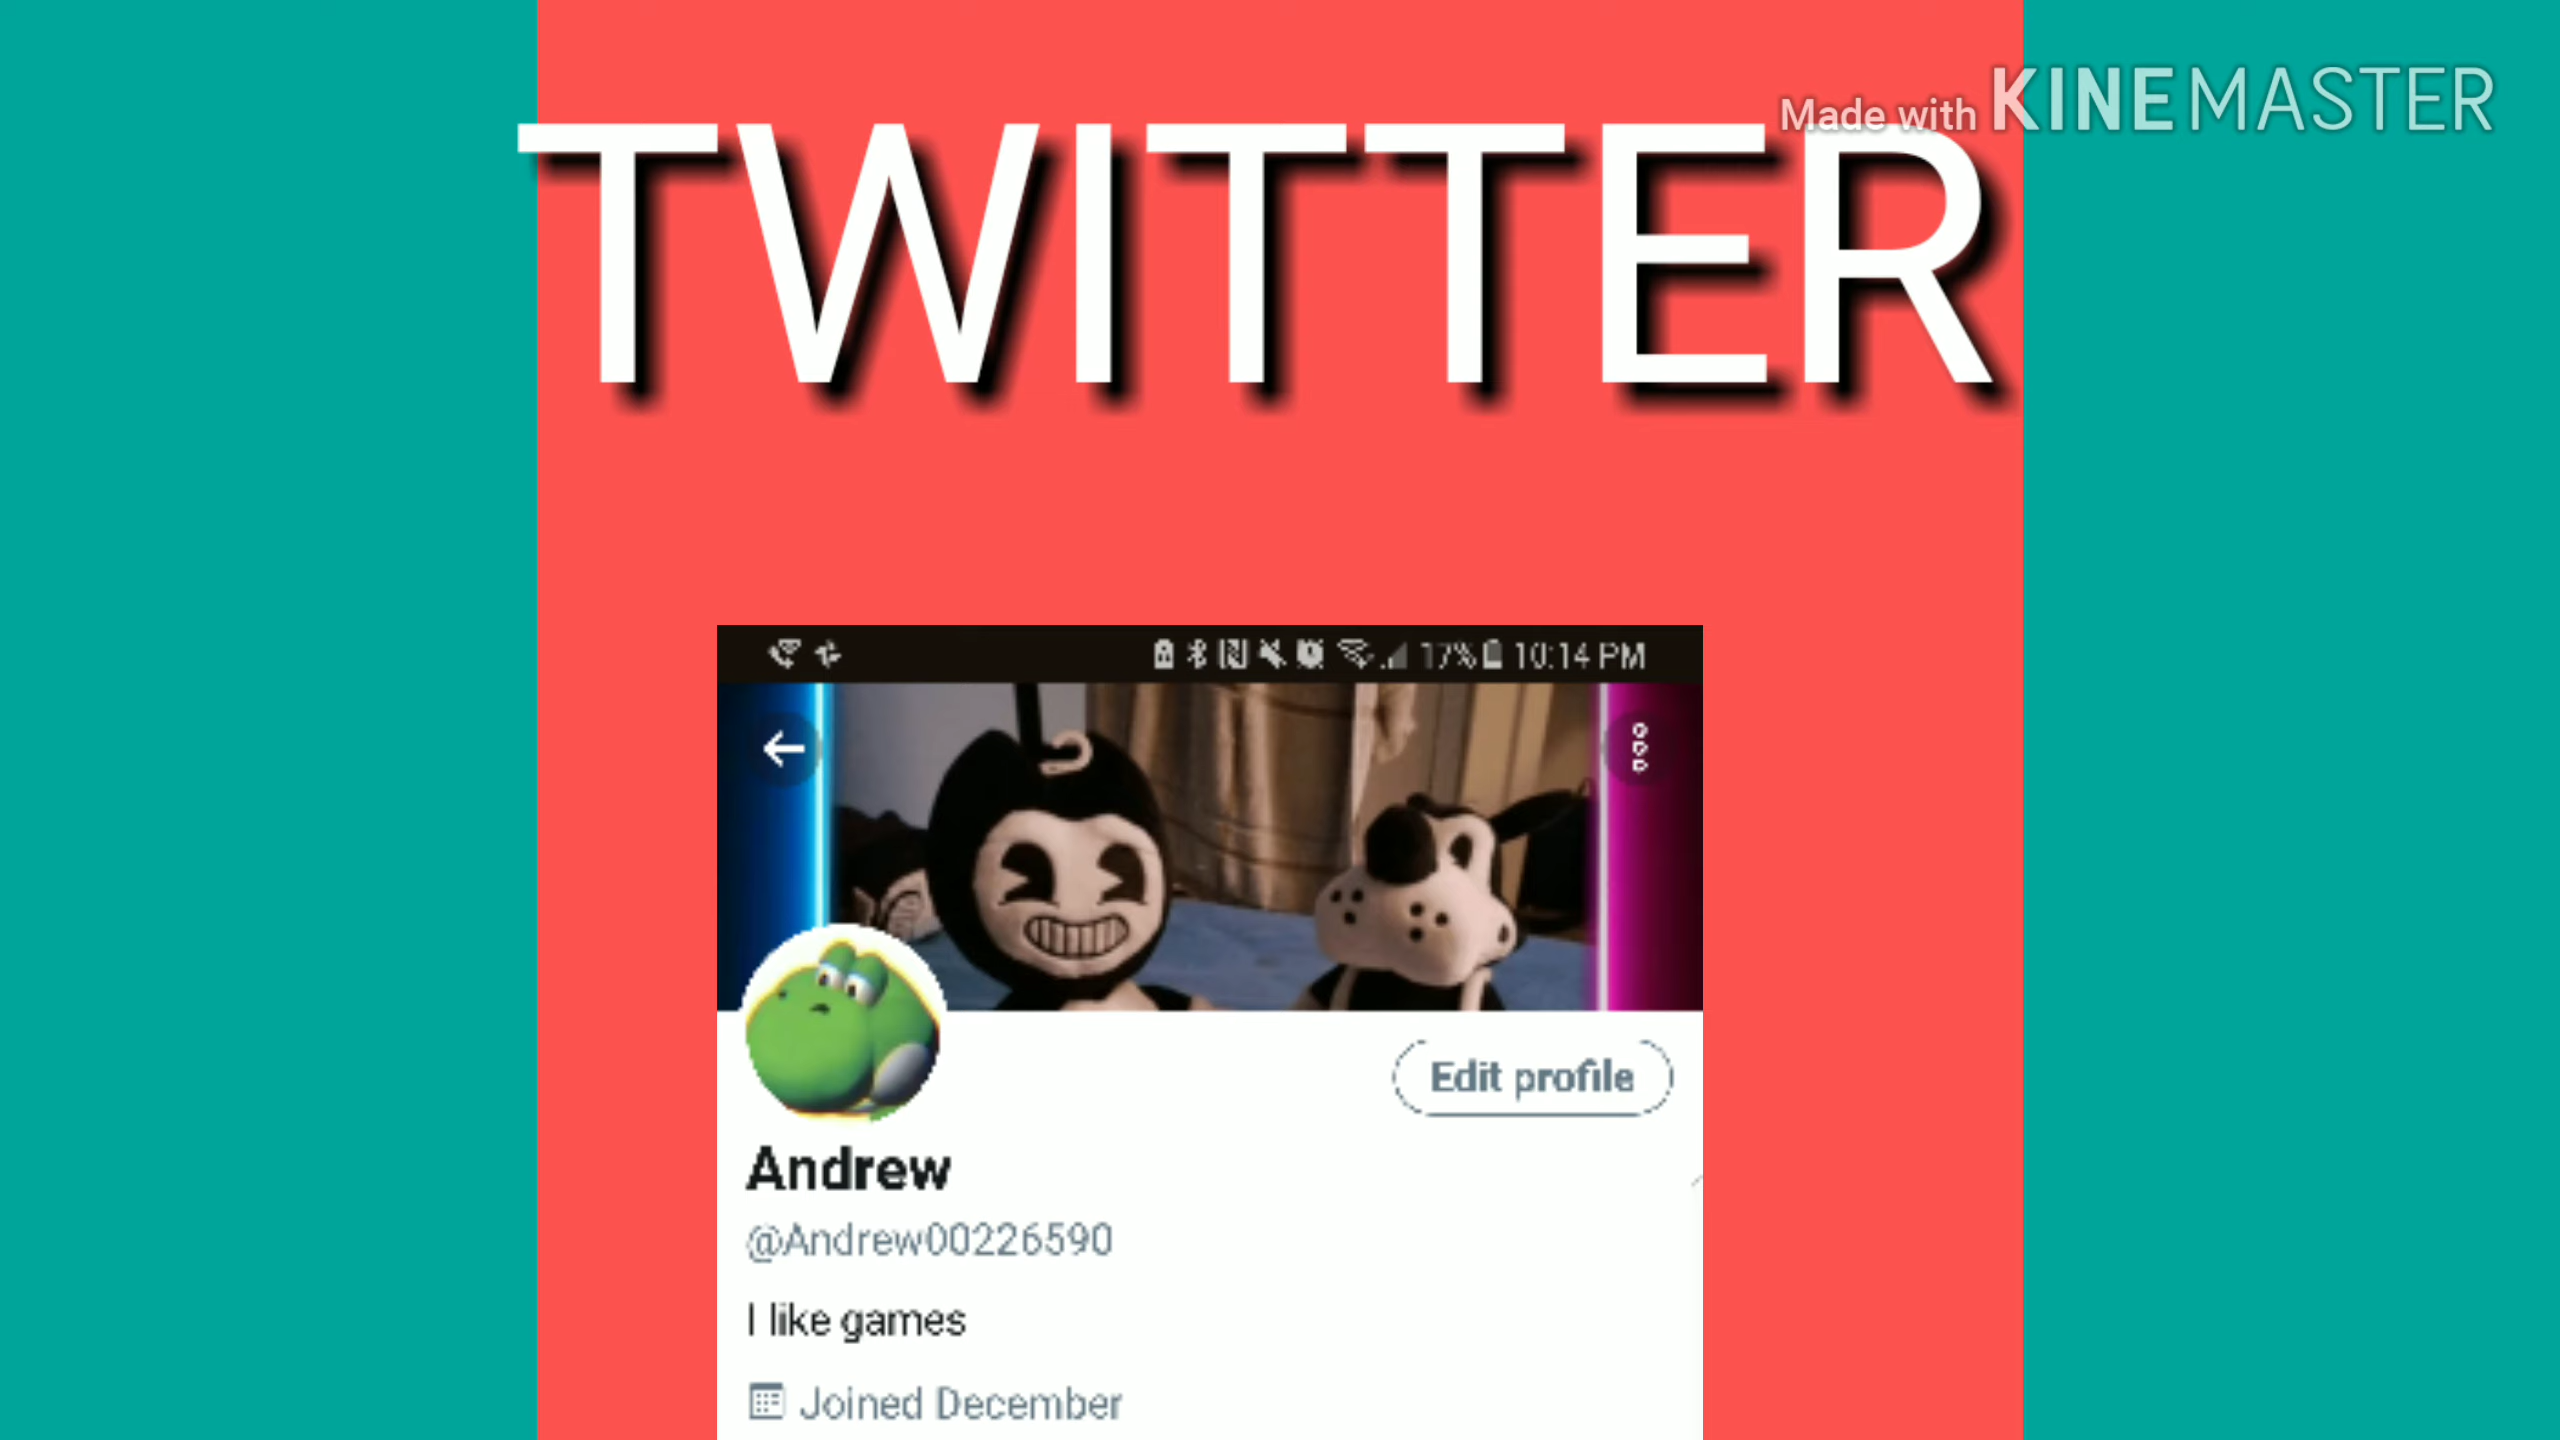 Made with KINEMASTER
TWITTER
17% 10:14 PM
Edit profile
Andrew
@Andrew00226590
I like games
Joined December